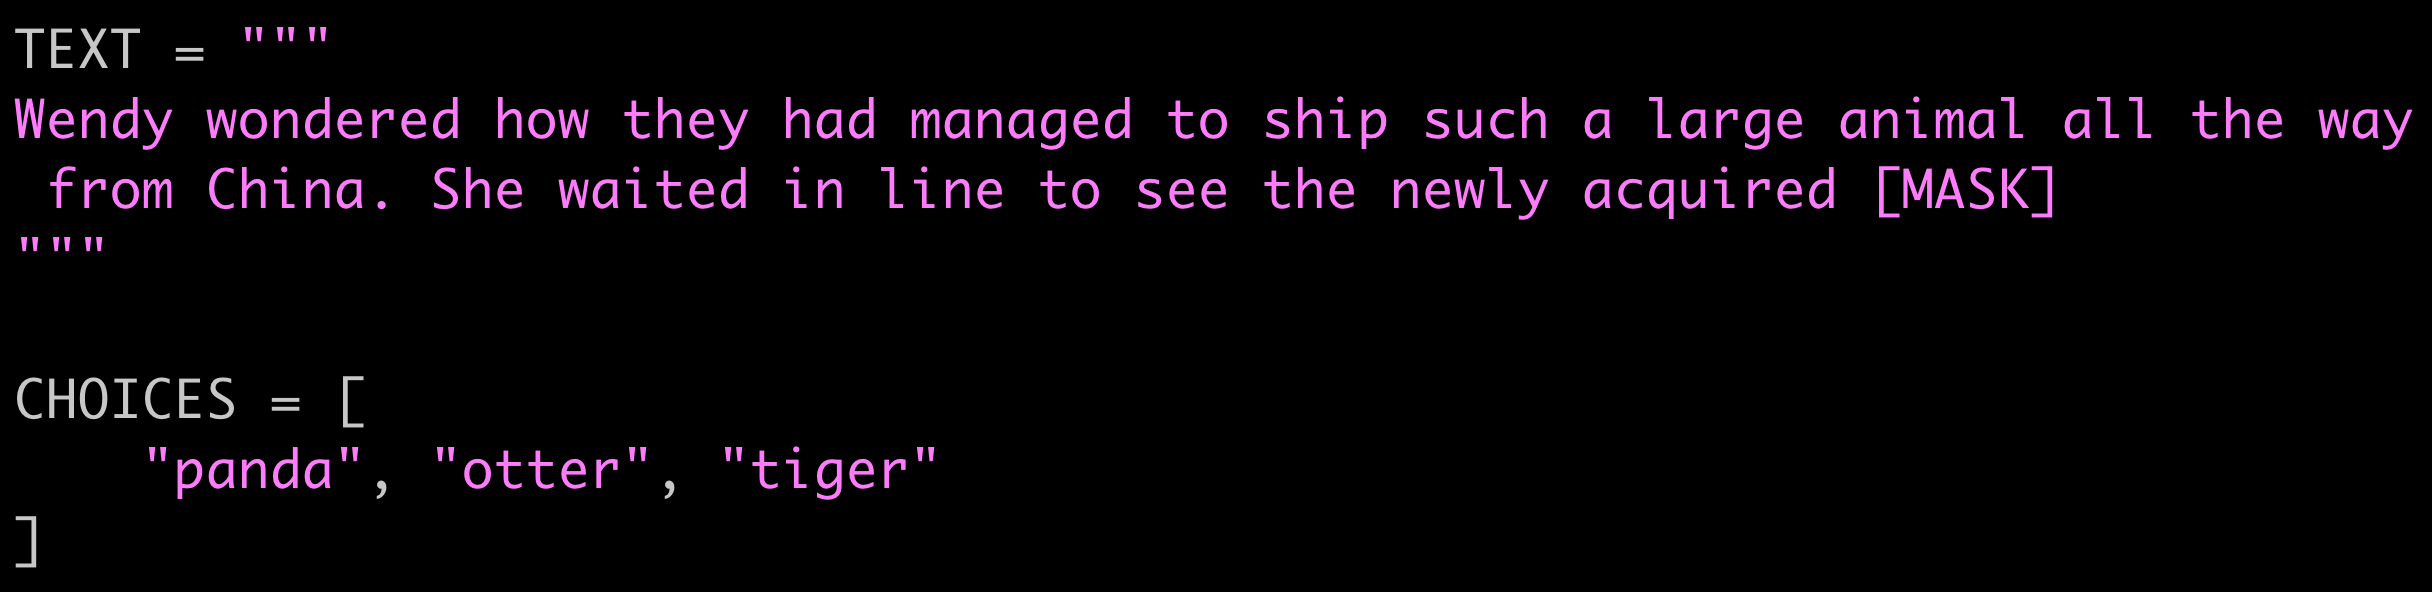 TEXT = """
Wendy wondered how they had managed to ship such a large animal all the way
 from China. She waited in line to see the newly acquired [MASK]
"""

CHOICES = [
    "panda", "otter", "tiger"
]